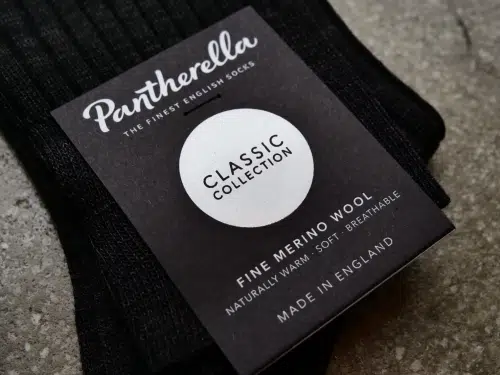 Pantherella
THE FINEST ENGLISH SOCKS
CLASSIC
COLLECTION
FINE MERINO WOOL
NATURALLY WARM · SOFT · BREATHABLE
MADE IN ENGLAND